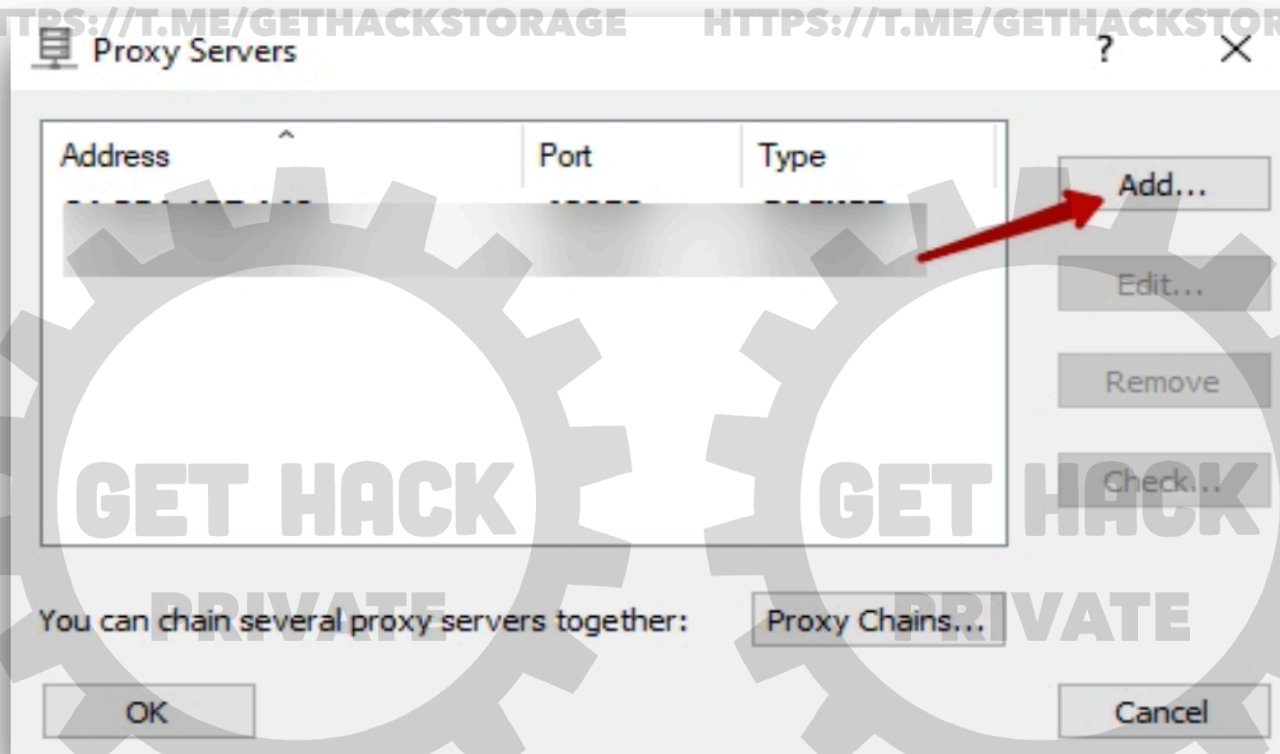 HTTPS://T.ME/GETHACKSTORAGE HTTPS://T.ME/GETHACKSTOR
Proxy Servers ? ×
Address Port Type
Add...
Edit...
Remove
Check...
GET HACK GET HACK
PRIVATE PRIVATE
You can chain several proxy servers together: Proxy Chains...
OK Cancel